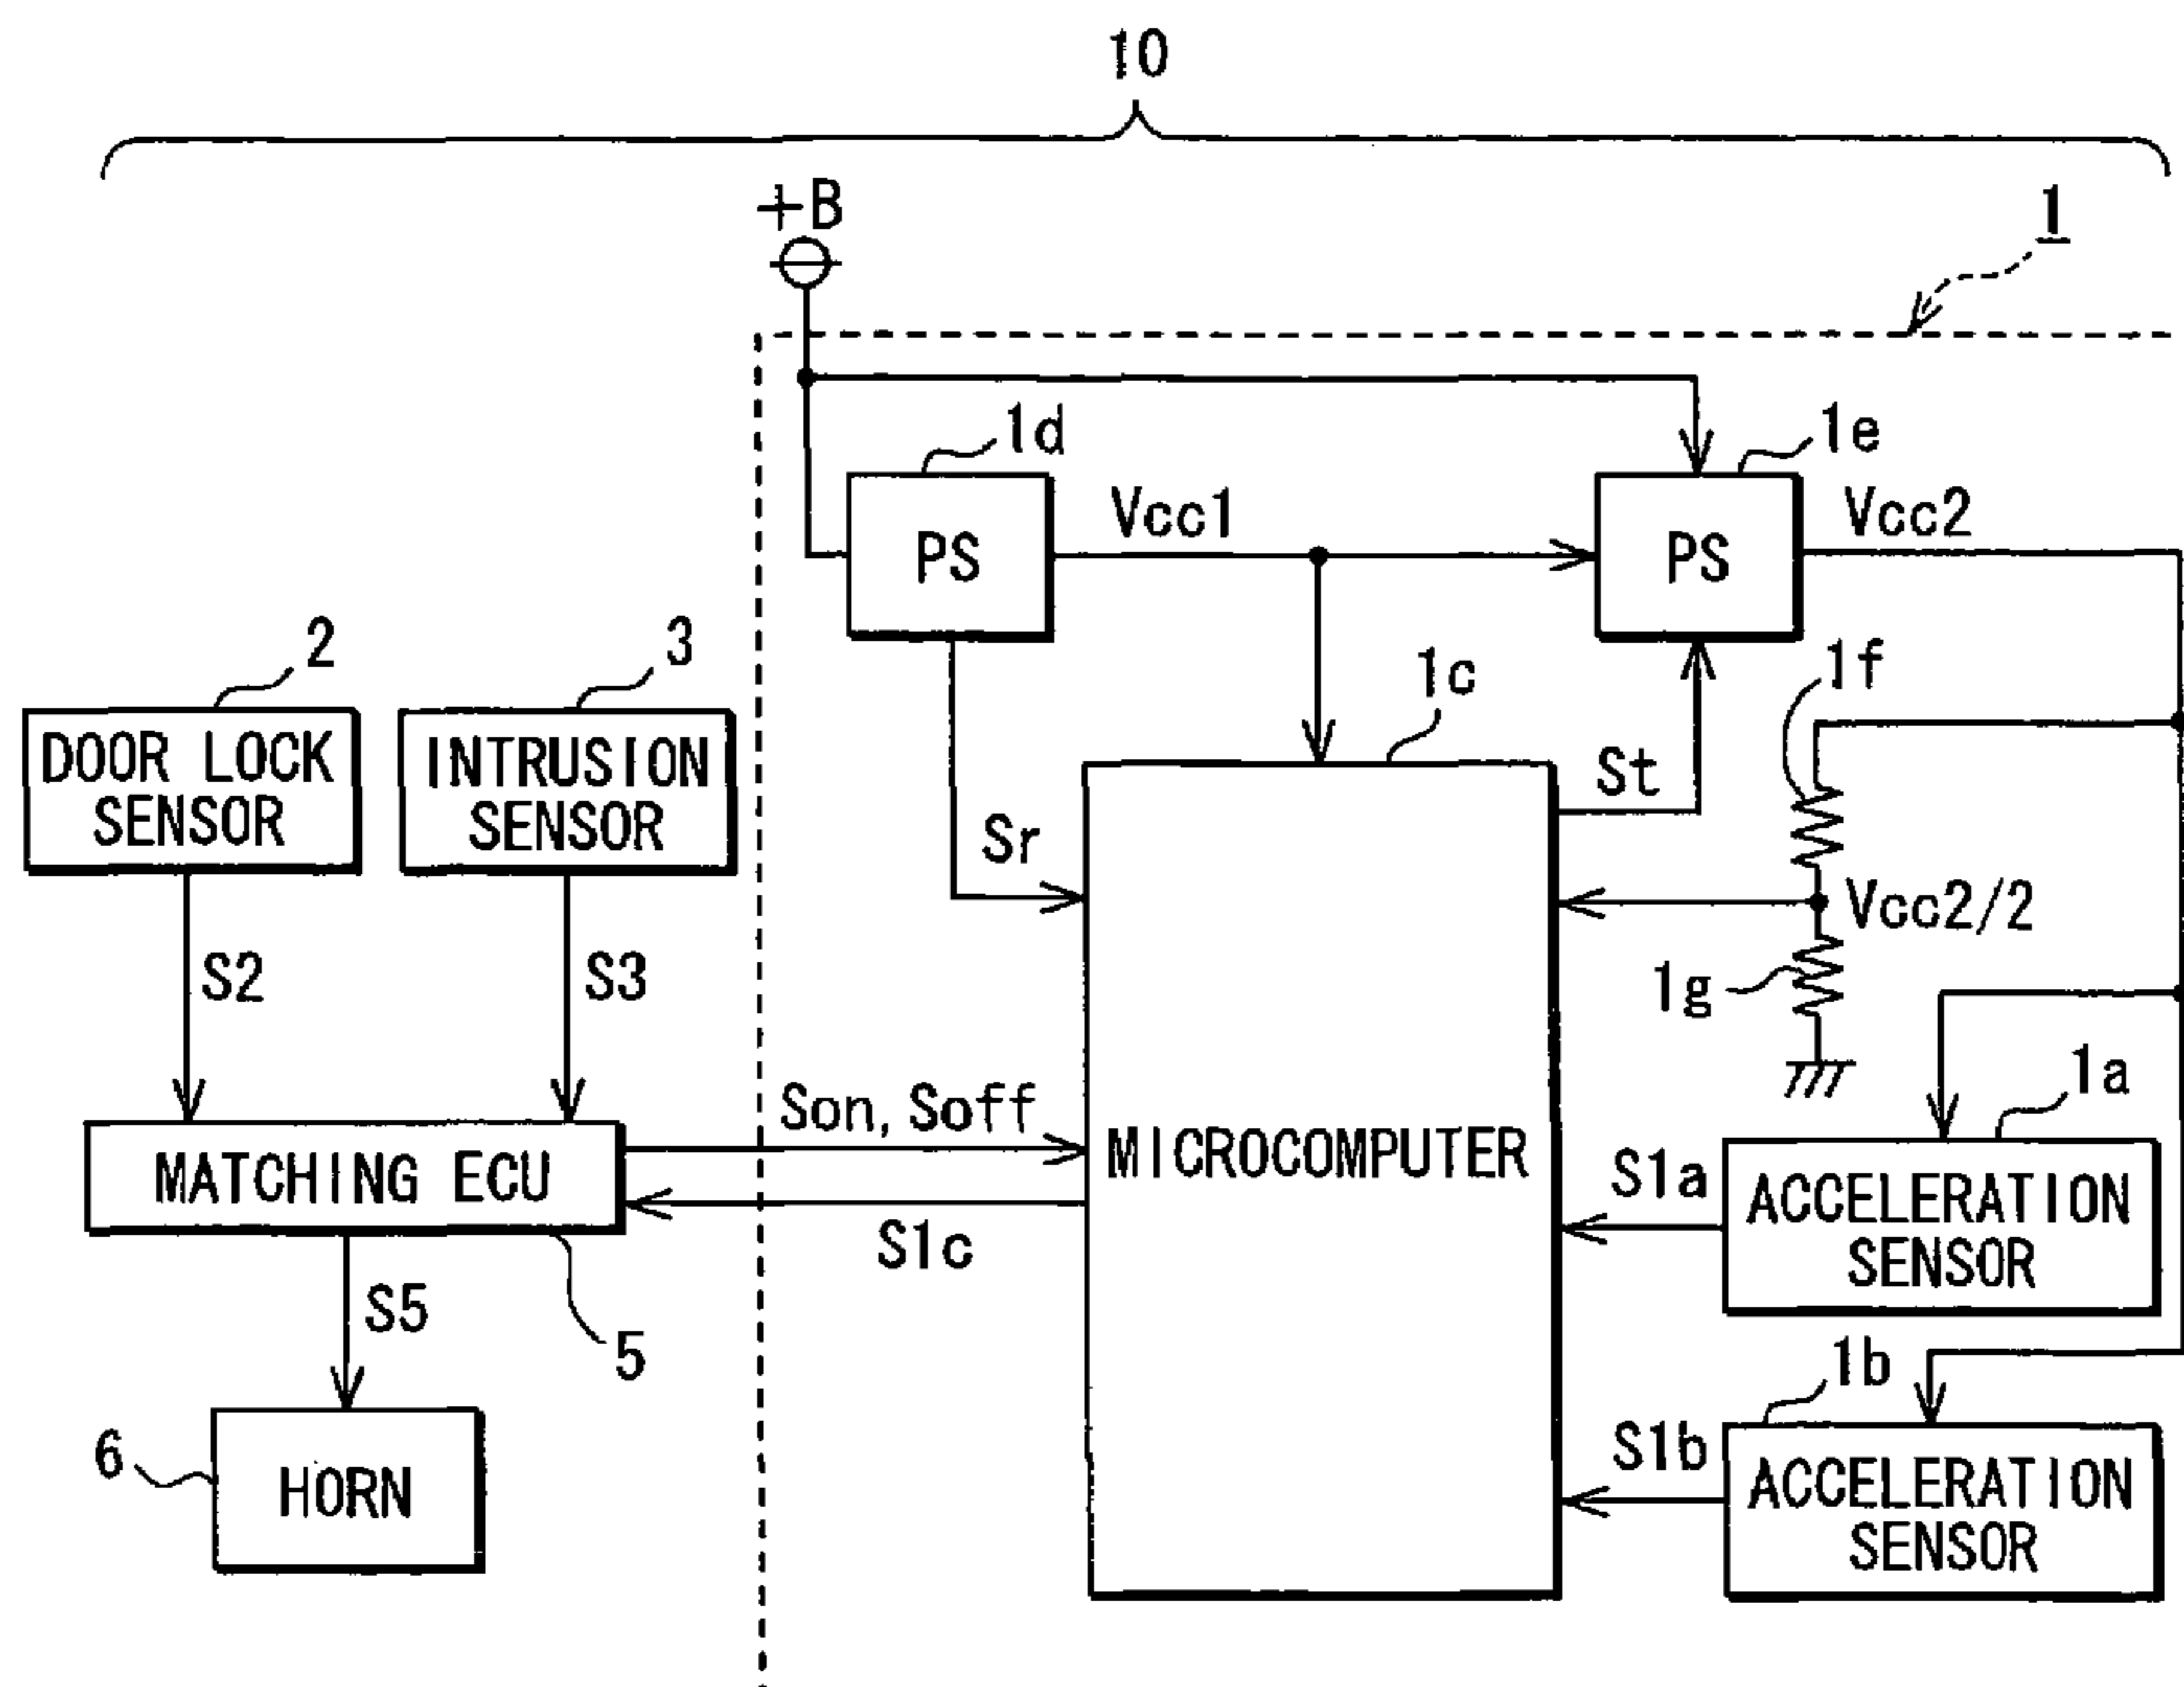 10
+B
1
1d
1e
Vcc1
Vcc2
PS
PS
2
3
1c
1f
DOOR LOCK
SENSOR
INTRUSION
SENSOR
St
Sr
Vcc2/2
S2
S3
1g
1a
Son, Soff
MATCHING ECU
MICROCOMPUTER
S1a
ACCELERATION
SENSOR
S1c
S5
5
1b
6
HORN
S1b
ACCELERATION
SENSOR